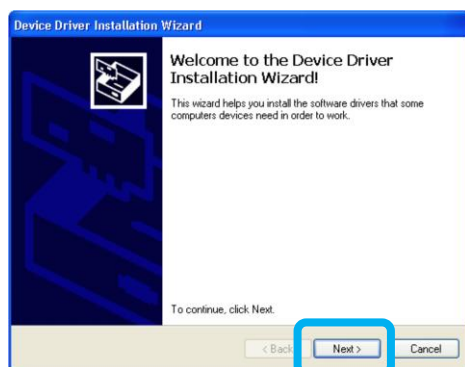 Device Driver Installation Wizard
Welcome to the Device Driver
Installation Wizard!
This wizard helps you install the software drivers that some
computers devices need in order to work.
To continue, click Next.
< Back Next > Cancel